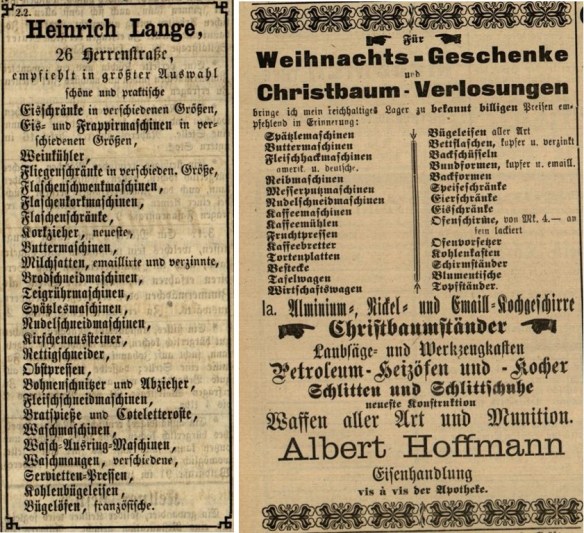 2.2.
Heinrich Lange,
26 Herrenstraße,
empfiehlt in größter Auswahl
schöne und praktische
Eisschränke in verschiedenen Größen,
Eis- und Frappirmaschinen in ver-
schiedenen Größen,
Weinkühler,
Fliegenschränke in verschieden. Größe,
Flaschenschwenkmaschinen,
Flaschenkorkmaschinen,
Flaschenschränke,
Korkzieher, neueste,
Buttermaschinen,
Milchsatten, emaillirte und verzinnte,
Brodschneidmaschinen,
Teigrührmaschinen,
Spätzlesmaschinen,
Nudelschneidmaschinen,
Kirschenaussteiner,
Rettigschneider,
Obstpressen,
Bohnenschnitzer und Abzieher,
Fleischschneidmaschinen,
Bratspieße und Coteletteroste,
Waschmaschinen,
Wasch-Ausring-Maschinen,
Waschmangen, verschiedene,
Servietten-Pressen,
Kohlenbügeleisen,
Bügelöfen, französische.
Für
Weihnachts-Geschenke
und
Christbaum-Verlosungen
bringe ich mein reichhaltiges Lager zu bekannt billigen Preisen em-
pfehlend in Erinnerung:
Spätzlemaschinen
Buttermaschinen
Fleischhackmaschinen
amerik. u. deutsche.
Reibmaschinen
Messerputzmaschinen
Nudelschneidmaschinen
Kaffeemaschinen
Kaffeemühlen
Fruchtpressen
Kaffeebretter
Tortenplatten
Bestecke
Tafelwagen
Wirtschaftswagen
Bügeleisen aller Art
Bettflaschen, kupfer u. verzinkt
Backschüsseln
Bundformen, kupfer u. emaill.
Backformen
Speiseschränke
Eierschränke
Eisschränke
Ofenschirme, von Mk. 4.— an
fein lackiert
Ofenvorsetzer
Kohlenkasten
Schirmständer
Blumentische
Topfständer.
Ia. Alminium-, Nickel- und Email-Kochgeschirre
Christbaumständer
Laubsäge- und Werkzeugkasten
Petroleum-Heizöfen und -Kocher
Schlitten und Schlittschuhe
neueste Konstruktion
Waffen aller Art und Munition.
Albert Hoffmann
Eisenhandlung
vis à vis der Apotheke.